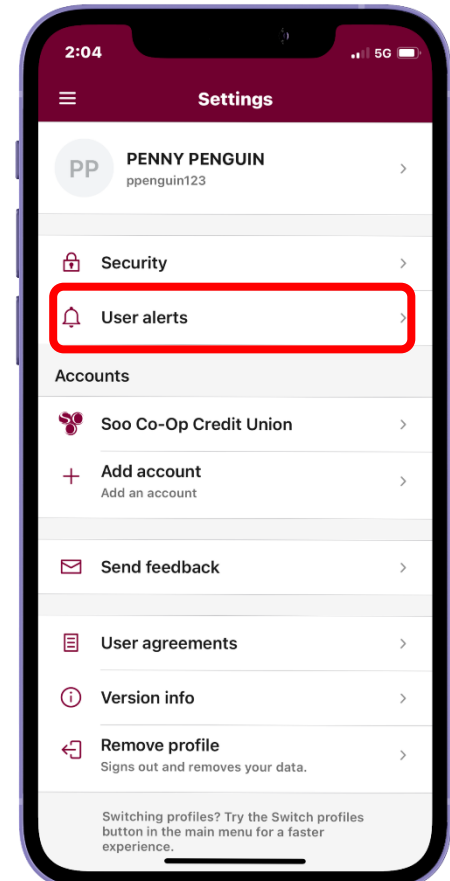 2:04
5G
Settings
PP
PENNY PENGUIN
ppenguin123
Security
User alerts
Accounts
Soo Co-Op Credit Union
Add account
Add an account
Send feedback
User agreements
Version info
Remove profile
Signs out and removes your data.
Switching profiles? Try the Switch profiles
button in the main menu for a faster
experience.